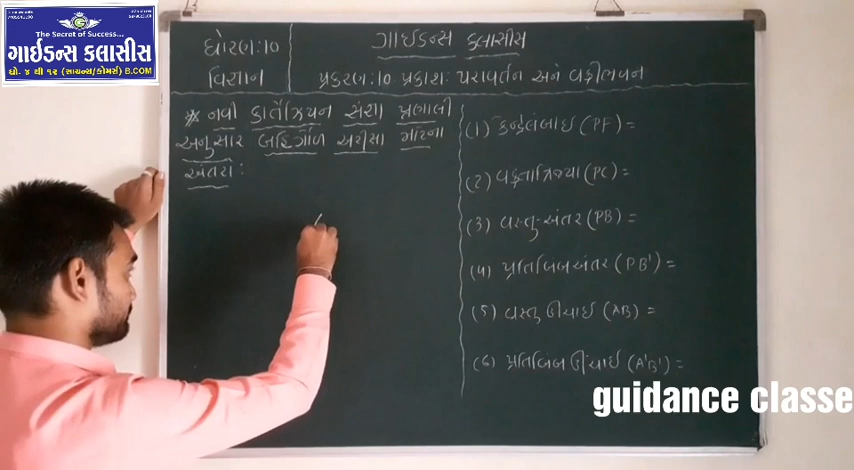 The Secret of Success...
ગાઈડન્સ ક્લાસીસ
ધો. ૪ થી ૧૨ (સાયન્સ/કોમર્સ) B.COM
ધોરણ:10
ગાઈડન્સ ક્લાસીસ
વિજ્ઞાન
પ્રકરણ:10 પ્રકાશ: પરાવર્તન અને વક્રીભવન
* નવી કાર્તેઝિયન સંજ્ઞા પ્રણાલી
અનુસાર બહિર્ગોળ અરીસા માટેના
અંતરો:
(1) કેન્દ્રલંબાઈ (PF) =
(2) વક્રતાત્રિજ્યા (PC) =
(3) વસ્તુ-અંતર (PB) =
(4) પ્રતિબિંબઅંતર (PB') =
(5) વસ્તુ ઊંચાઈ (AB) =
(6) પ્રતિબિંબ ઊંચાઈ (A'B') =
guidance classe